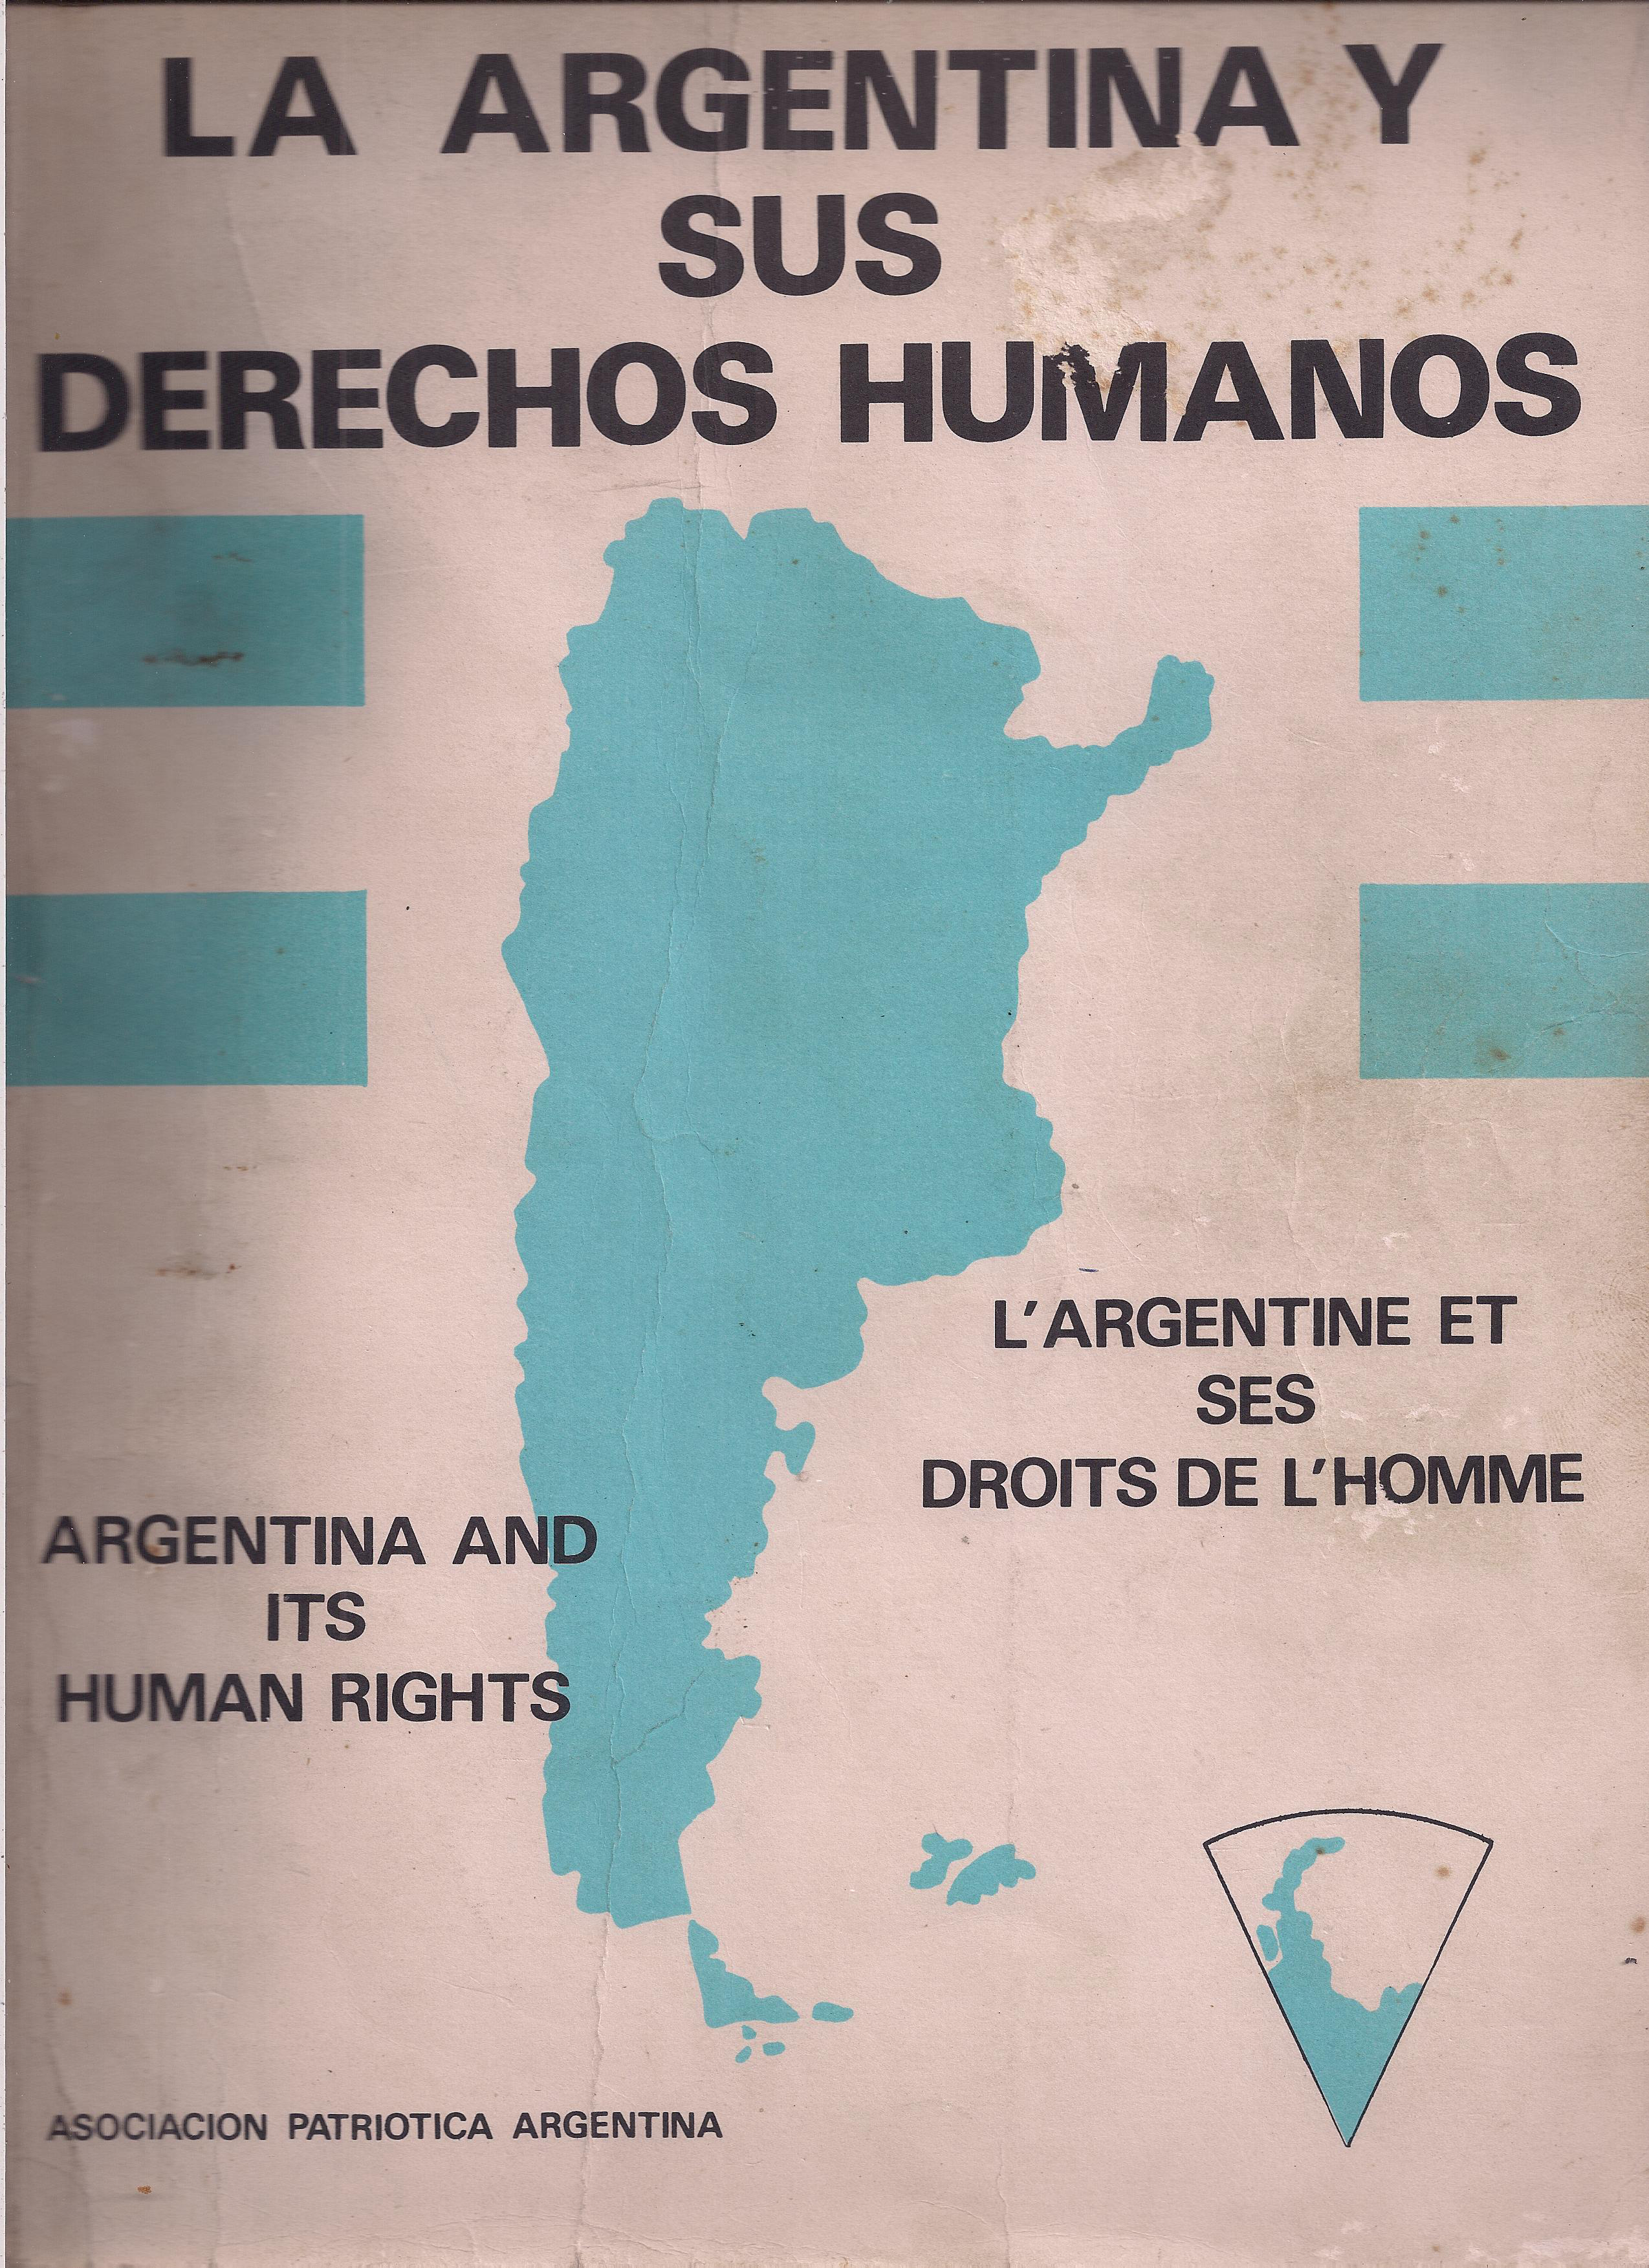 LA ARGENTINA Y
SUS
DERECHOS HUMANOS
L'ARGENTINE ET
SES
DROITS DE L'HOMME
ARGENTINA AND
ITS
HUMAN RIGHTS
ASOCIACION PATRIOTICA ARGENTINA